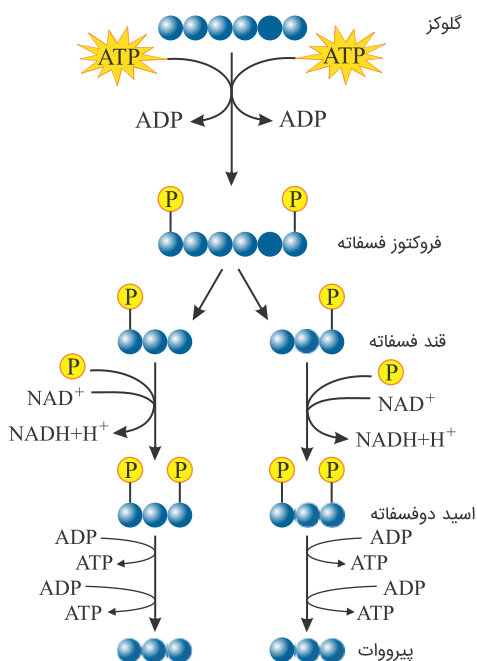 گلوکز
ATP ATP
ADP ADP
P P
فروکتوز فسفاته
P P
قند فسفاته
P P
NAD+ NAD+
NADH+H+ NADH+H+
P P P P
اسید دوفسفاته
ADP ADP
ATP ATP
ADP ADP
ATP ATP
پیرووات